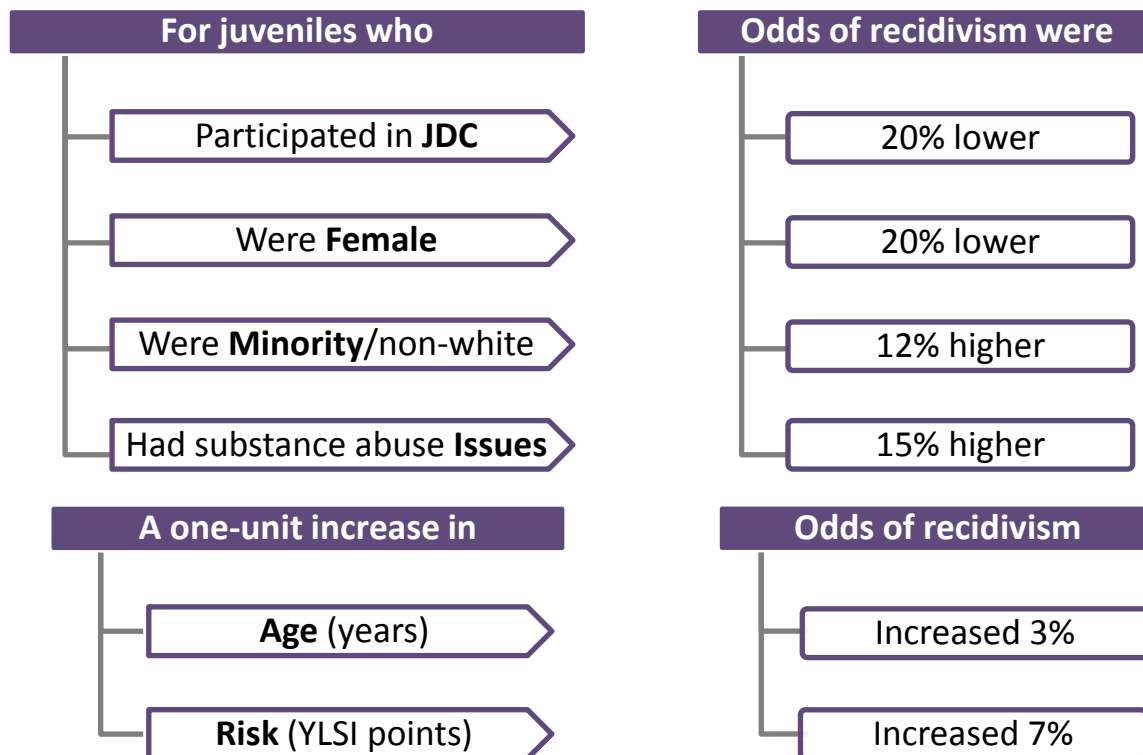 For juveniles who
Odds of recidivism were
Participated in JDC
20% lower
Were Female
20% lower
Were Minority/non-white
12% higher
Had substance abuse Issues
15% higher
A one-unit increase in
Odds of recidivism
Age (years)
Increased 3%
Risk (YLSI points)
Increased 7%